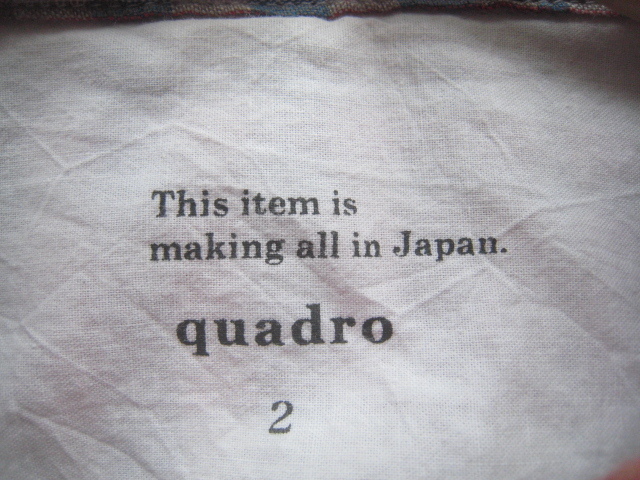 This item is
making all in Japan.
quadro
2